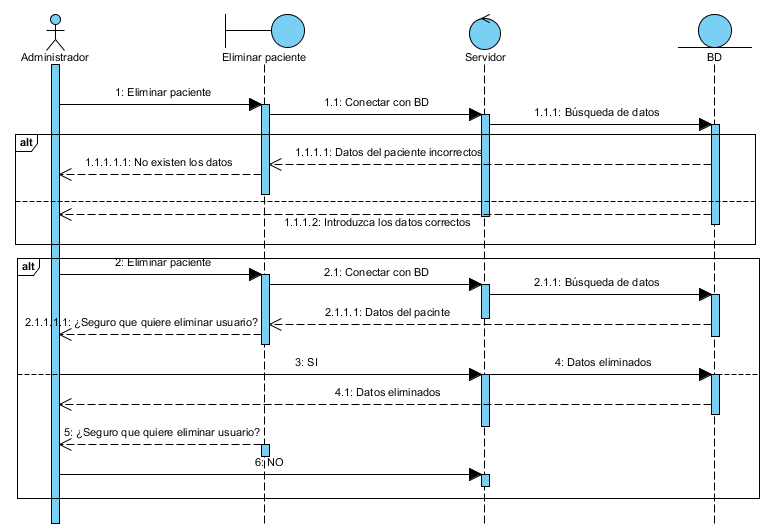 Administrador
Eliminar paciente
Servidor
BD
1: Eliminar paciente
1.1: Conectar con BD
1.1.1: Búsqueda de datos
alt
1.1.1.1: Datos del paciente incorrectos
1.1.1.1.1: No existen los datos
1.1.1.2: Introduzca los datos correctos
alt
2: Eliminar paciente
2.1: Conectar con BD
2.1.1: Búsqueda de datos
2.1.1.1: Datos del pacinte
2.1.1.1.1: ¿Seguro que quiere eliminar usuario?
3: SI
4: Datos eliminados
4.1: Datos eliminados
5: ¿Seguro que quiere eliminar usuario?
6: NO